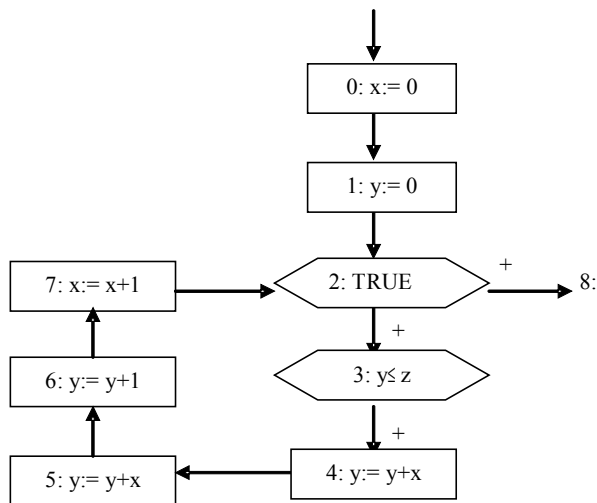 0: x:= 0
1: y:= 0
2: TRUE
+
8:
+
3: y≤ z
+
4: y:= y+x
5: y:= y+x
6: y:= y+1
7: x:= x+1